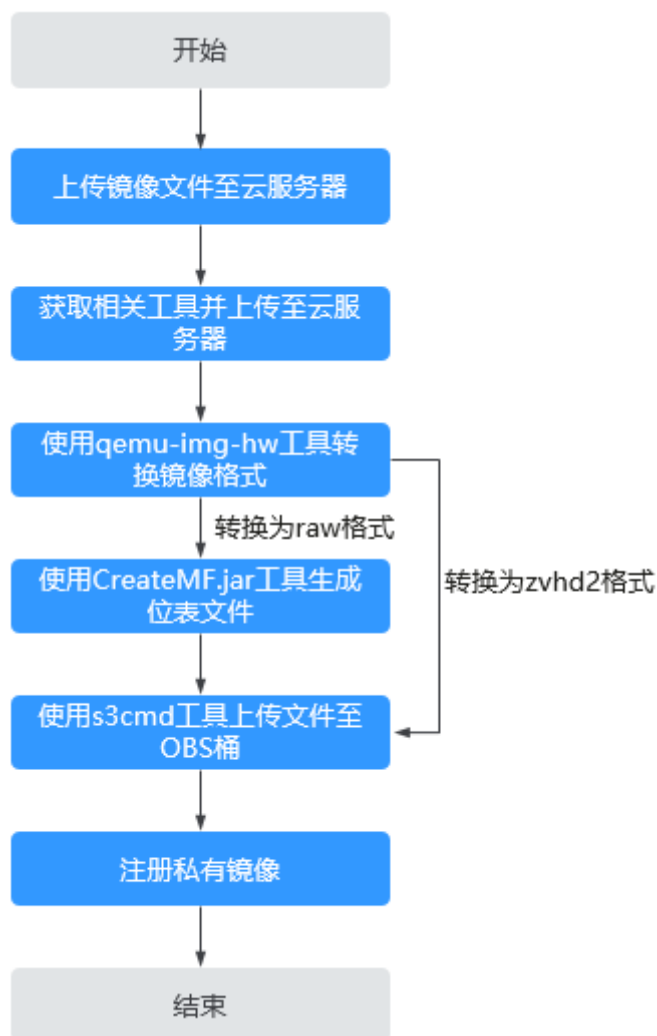 开始
上传镜像文件至云服务器
获取相关工具并上传至云服
务器
使用qemu-img-hw工具转
换镜像格式
转换为raw格式
使用CreateMF.jar工具生成
位表文件
转换为zvhd2格式
使用s3cmd工具上传文件至
OBS桶
注册私有镜像
结束